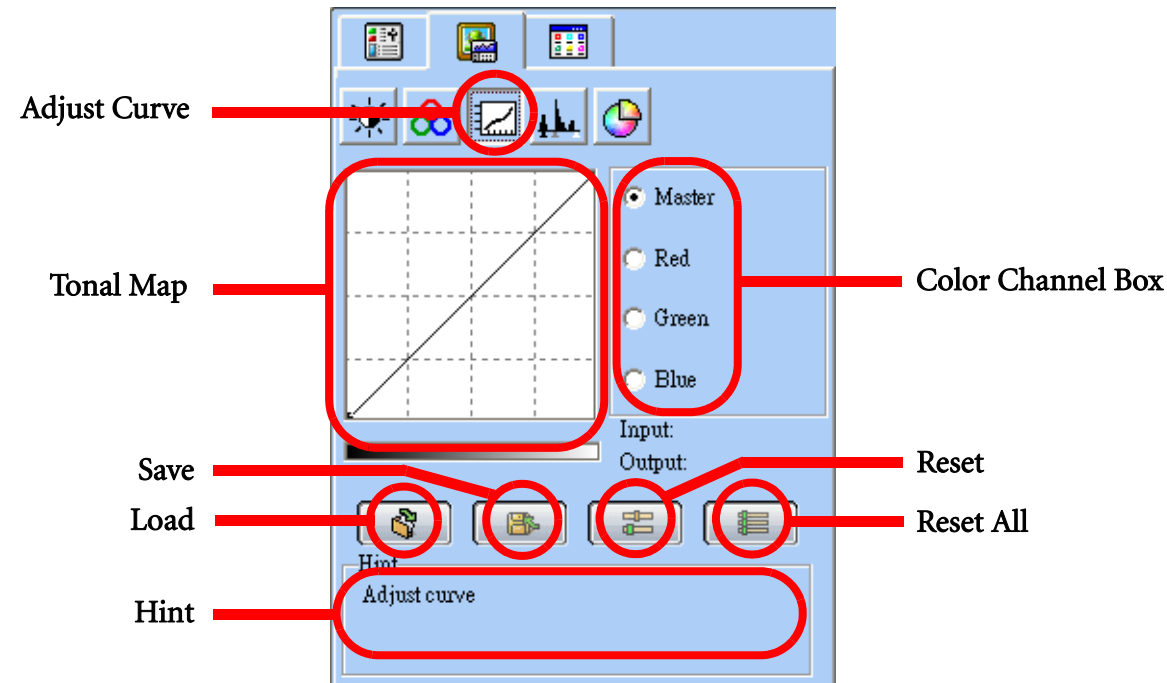 Adjust Curve
Master
Red
Tonal Map
Color Channel Box
Green
Blue
Input:
Output:
Save
Reset
Load
Reset All
Hint
Adjust curve
Hint